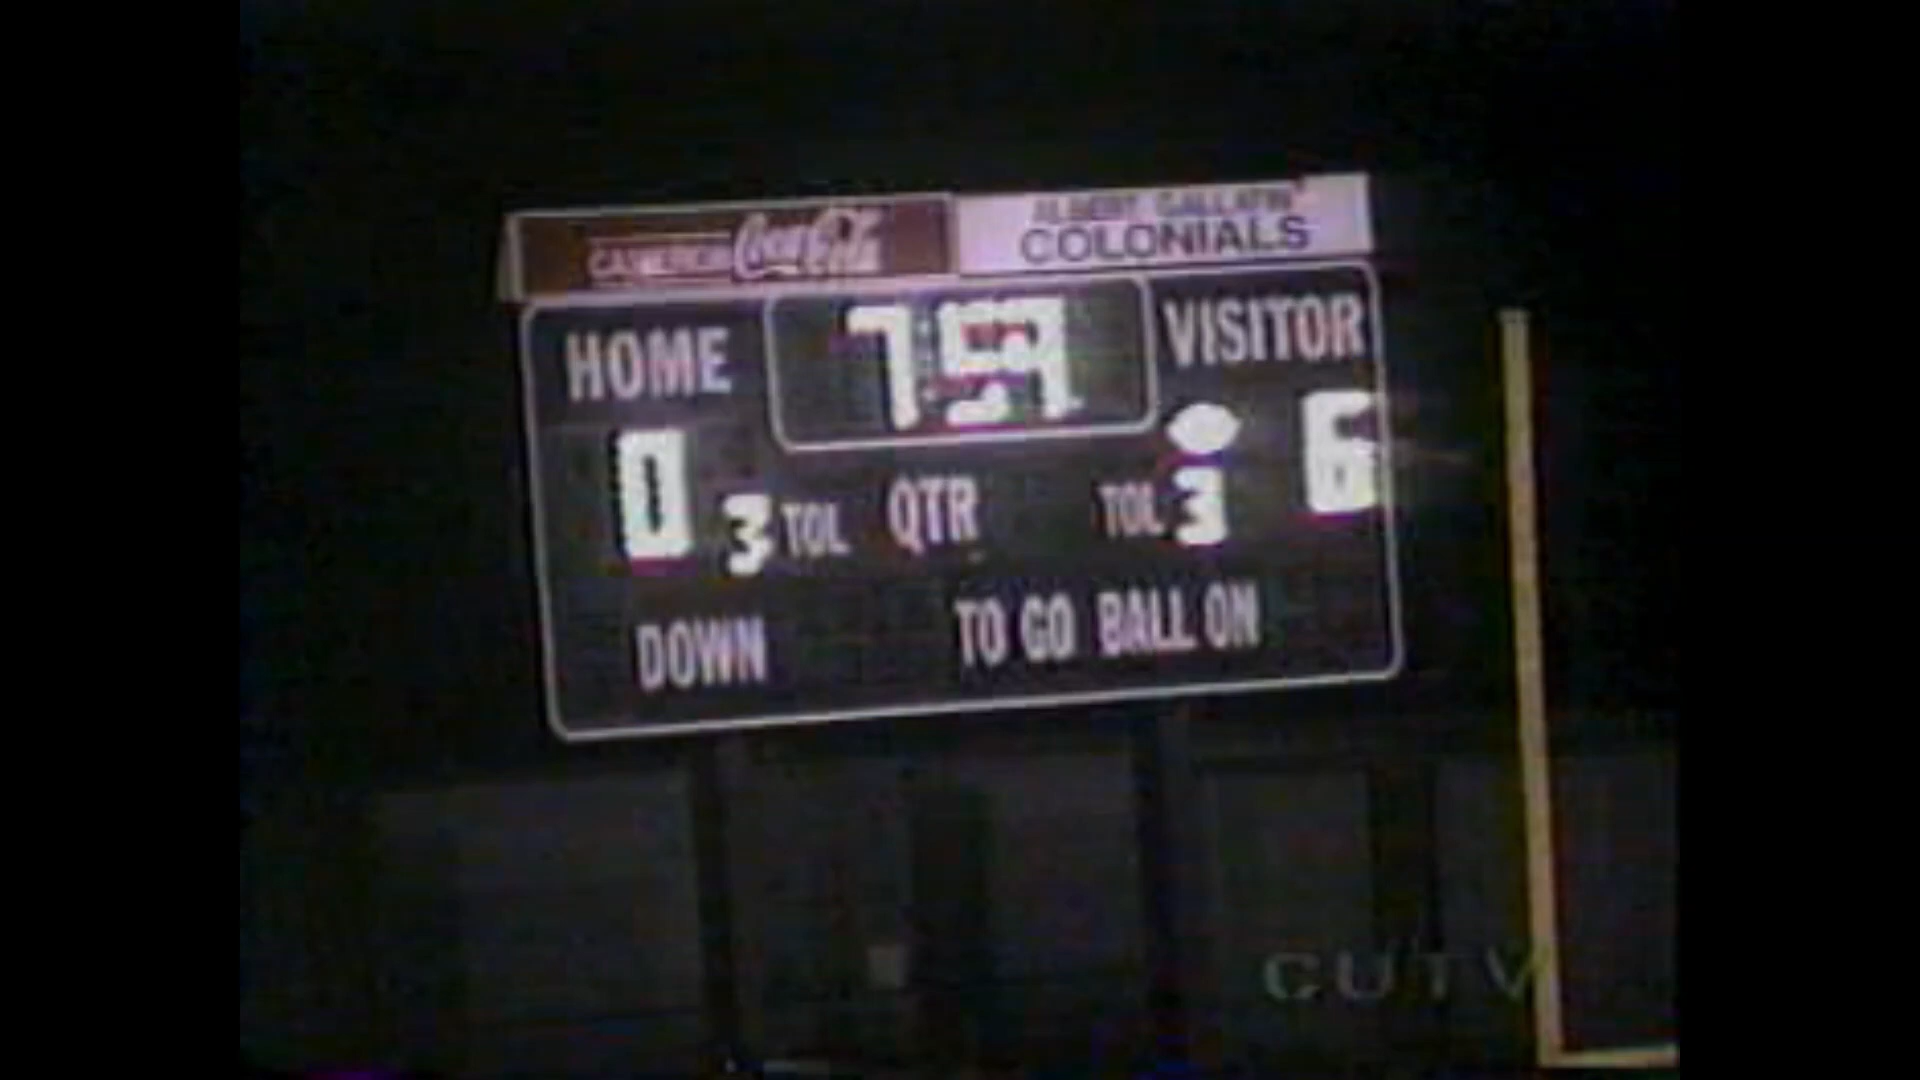 CAMERON Coca-Cola
ALBERT GALLATIN
COLONIALS
HOME 7:59 VISITOR
0 3 TOL QTR TOL 3 6
DOWN TO GO BALL ON
CUTV